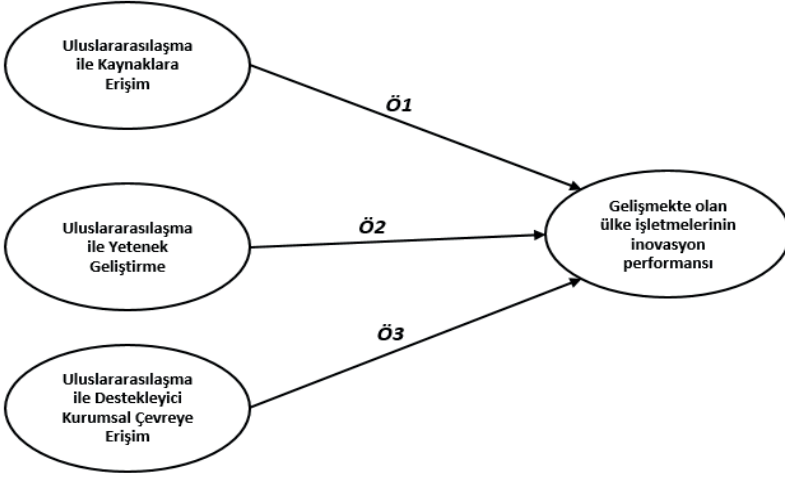 Uluslararasılaşma
ile Kaynaklara
Erişim
Ö1
Uluslararasılaşma
ile Yetenek
Geliştirme
Ö2
Gelişmekte olan
ülke işletmelerinin
inovasyon
performansı
Ö3
Uluslararasılaşma
ile Destekleyici
Kurumsal Çevreye
Erişim